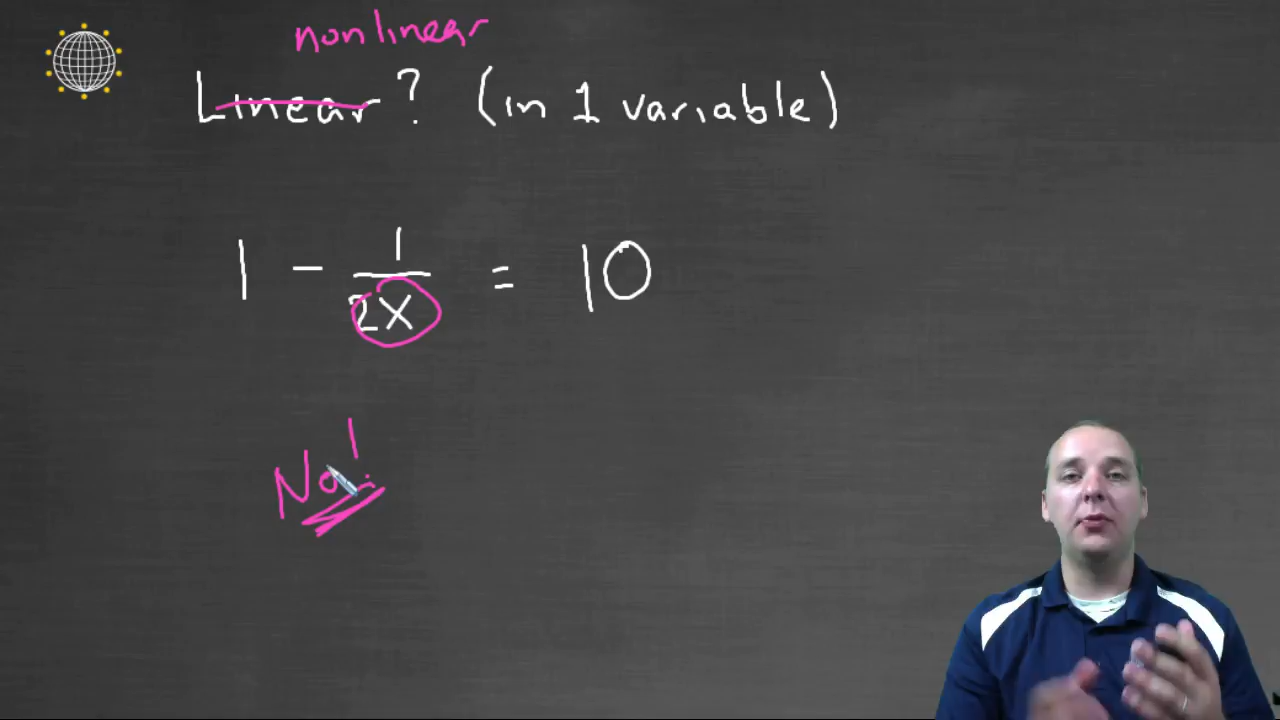 nonlinear
Linear? (in 1 variable)
1 - 1/2x = 10
No!